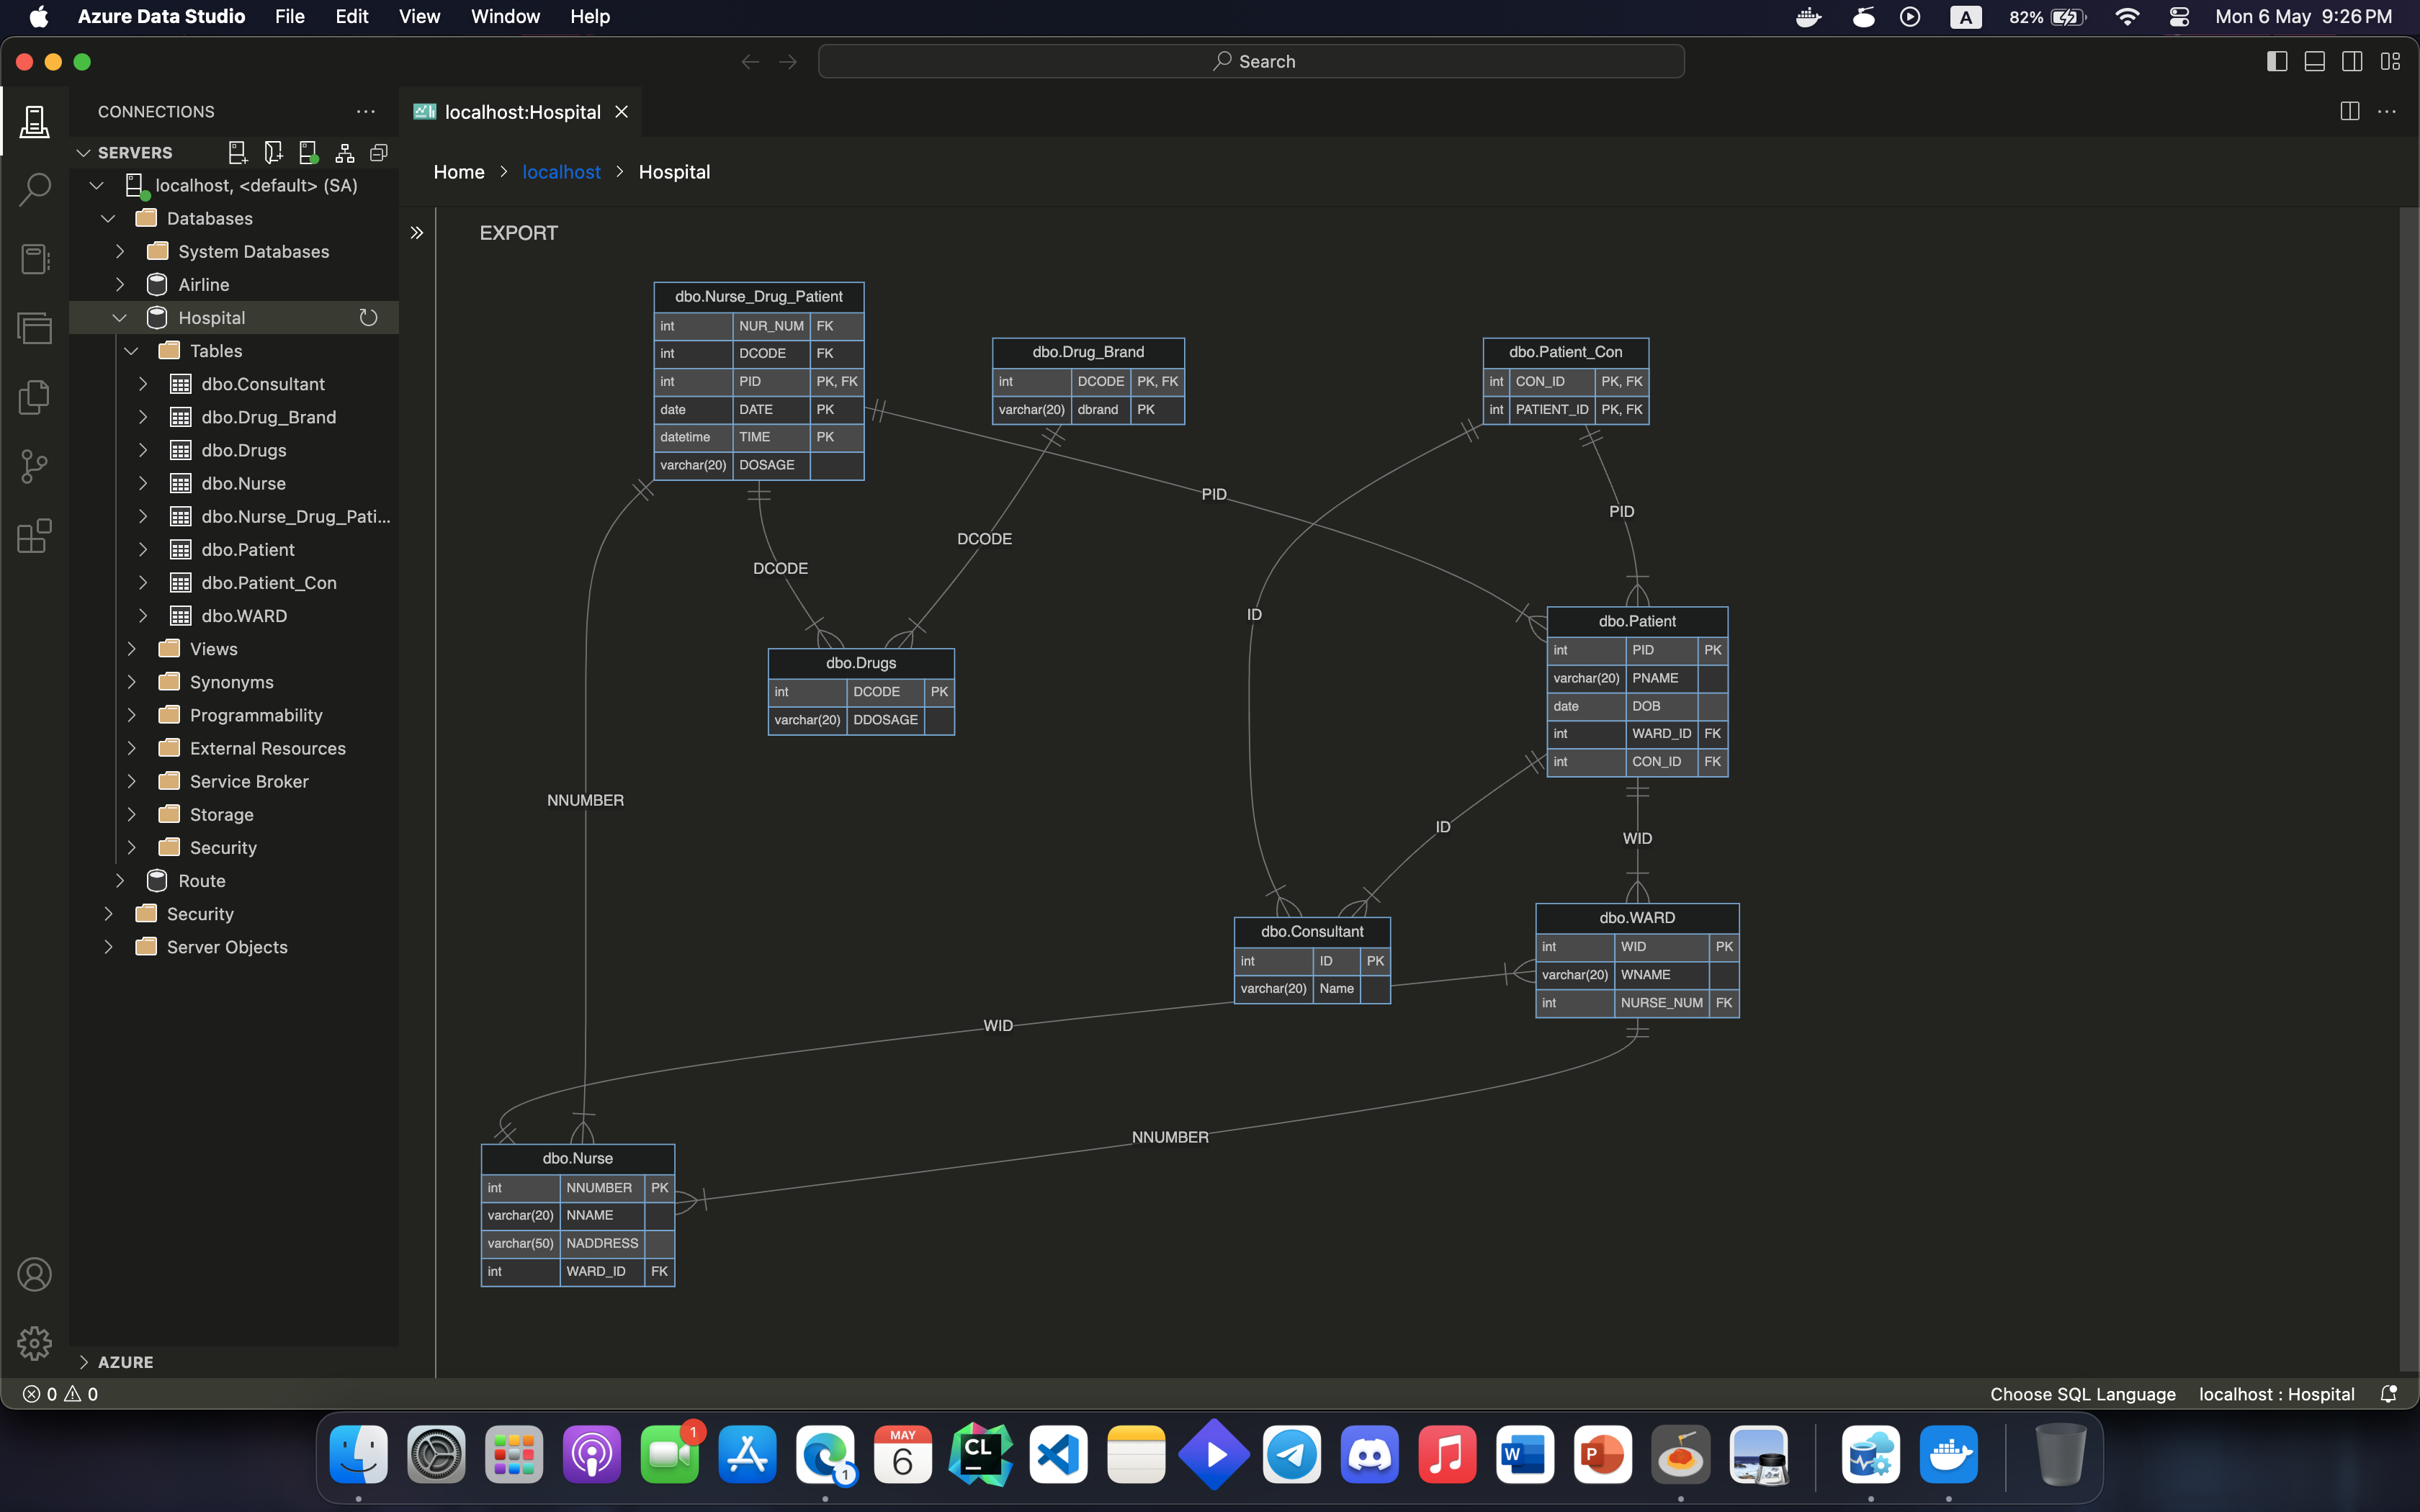 Azure Data Studio File Edit View Window Help
A 82% Mon 6 May 9:26 PM
Search
CONNECTIONS
localhost:Hospital
SERVERS
localhost, <default> (SA)
Databases
System Databases
Airline
Hospital
Tables
dbo.Consultant
dbo.Drug_Brand
dbo.Drugs
dbo.Nurse
dbo.Nurse_Drug_Pati...
dbo.Patient
dbo.Patient_Con
dbo.WARD
Views
Synonyms
Programmability
External Resources
Service Broker
Storage
Security
Route
Security
Server Objects
AZURE
Home > localhost > Hospital
EXPORT
dbo.Nurse_Drug_Patient
int NUR_NUM FK
int DCODE FK
int PID PK, FK
date DATE PK
datetime TIME PK
varchar(20) DOSAGE
dbo.Drug_Brand
int DCODE PK, FK
varchar(20) dbrand PK
dbo.Patient_Con
int CON_ID PK, FK
int PATIENT_ID PK, FK
PID
PID
DCODE
DCODE
ID
dbo.Patient
int PID PK
varchar(20) PNAME
date DOB
int WARD_ID FK
int CON_ID FK
dbo.Drugs
int DCODE PK
varchar(20) DDOSAGE
NNUMBER
ID
WID
dbo.Consultant
int ID PK
varchar(20) Name
dbo.WARD
int WID PK
varchar(20) WNAME
int NURSE_NUM FK
WID
NNUMBER
dbo.Nurse
int NNUMBER PK
varchar(20) NNAME
varchar(50) NADDRESS
int WARD_ID FK
0 0
Choose SQL Language localhost : Hospital
1
1
MAY
6
CL
W
P